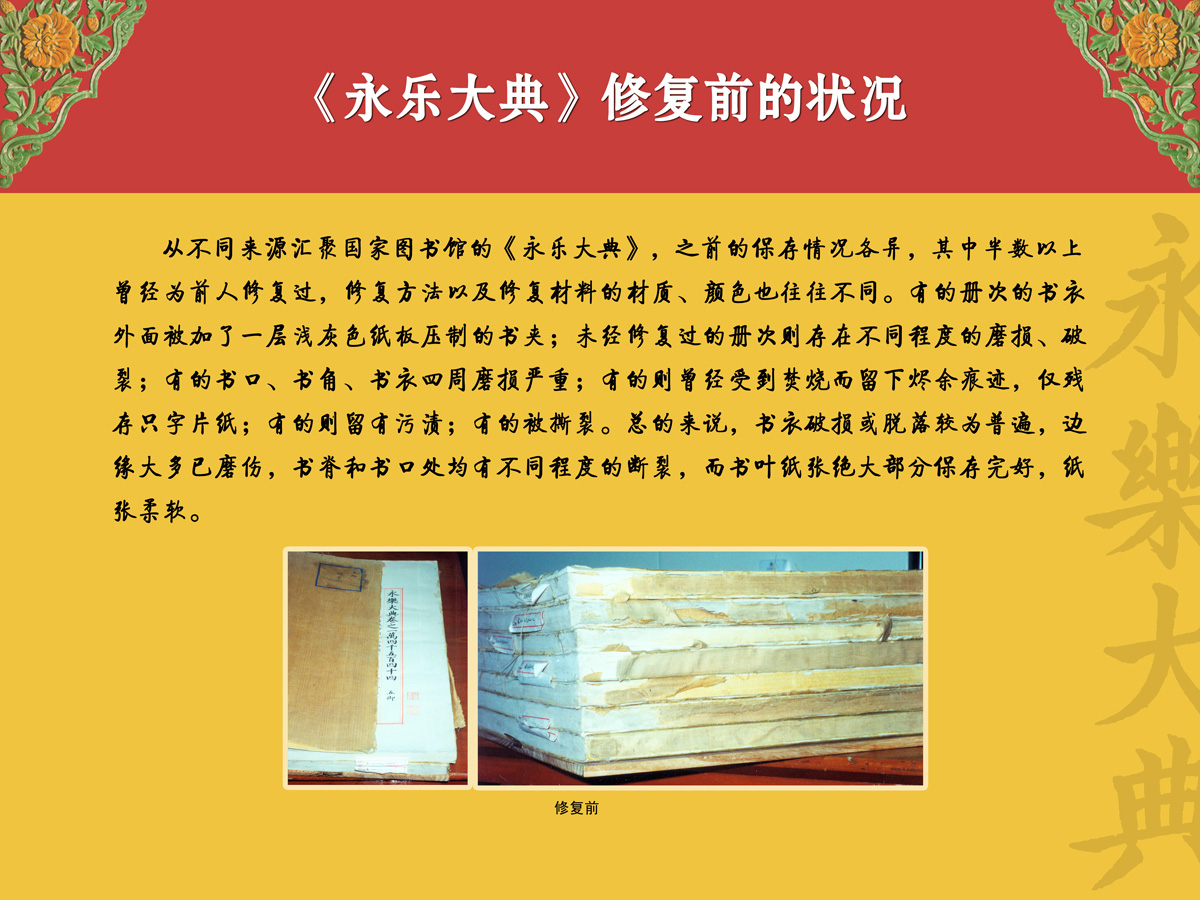 《永乐大典》修复前的状况
从不同来源汇聚国家图书馆的《永乐大典》，之前的保存情况各异，其中半数以上
曾经为前人修复过，修复方法以及修复材料的材质、颜色也往往不同。有的册次的书衣
外面被加了一层浅灰色纸板压制的书夹；未经修复过的册次则存在不同程度的磨损、破
裂；有的书口、书角、书衣四周磨损严重；有的则曾经受到焚烧而留下烬余痕迹，仅残
存只字片纸；有的则留有污渍；有的被撕裂。总的来说，书衣破损或脱落较为普遍，边
缘大多已磨伤，书脊和书口处均有不同程度的断裂，而书叶纸张绝大部分保存完好，纸
张柔软。
永樂大典卷之一萬四千五百四十四
修复前
永樂大典